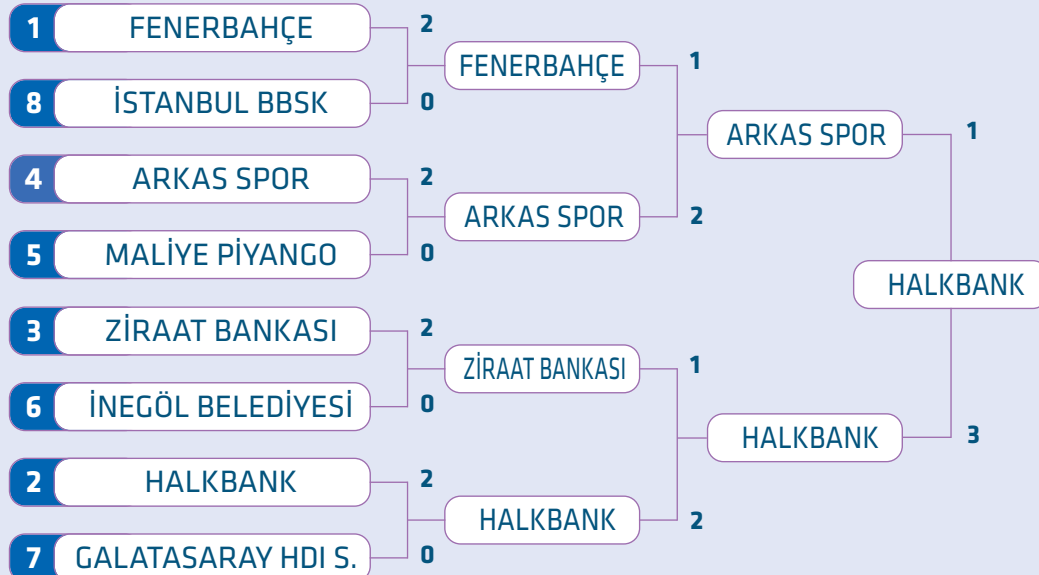 1 FENERBAHÇE 2
8 İSTANBUL BBSK 0
4 ARKAS SPOR 2
5 MALİYE PİYANGO 0
3 ZİRAAT BANKASI 2
6 İNEGÖL BELEDİYESİ 0
2 HALKBANK 2
7 GALATASARAY HDI S. 0
FENERBAHÇE 1
ARKAS SPOR 2
ZİRAAT BANKASI 1
HALKBANK 2
ARKAS SPOR 1
HALKBANK 3
HALKBANK